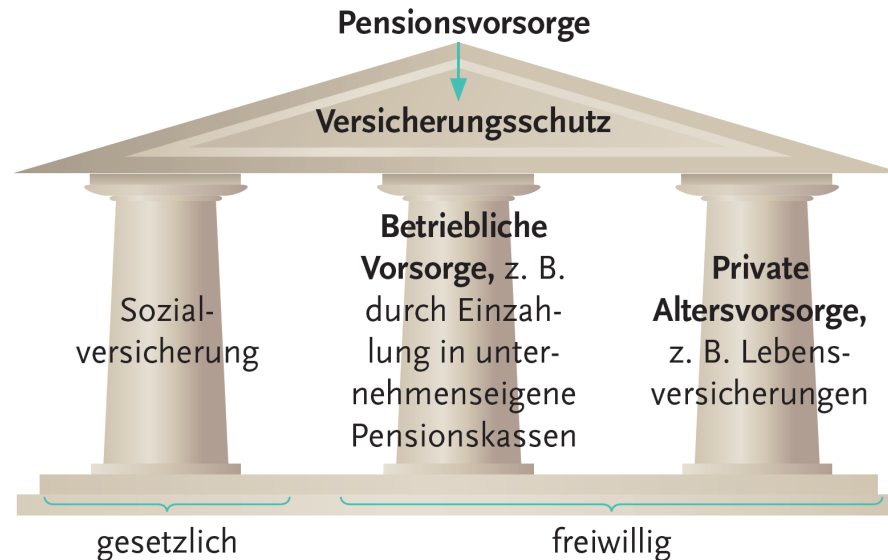 Pensionsvorsorge
Versicherungsschutz
Sozial-
versicherung
Betriebliche
Vorsorge, z. B.
durch Einzah-
lung in unter-
nehmenseigene
Pensionskassen
Private
Altersvorsorge,
z. B. Lebens-
versicherungen
gesetzlich
freiwillig